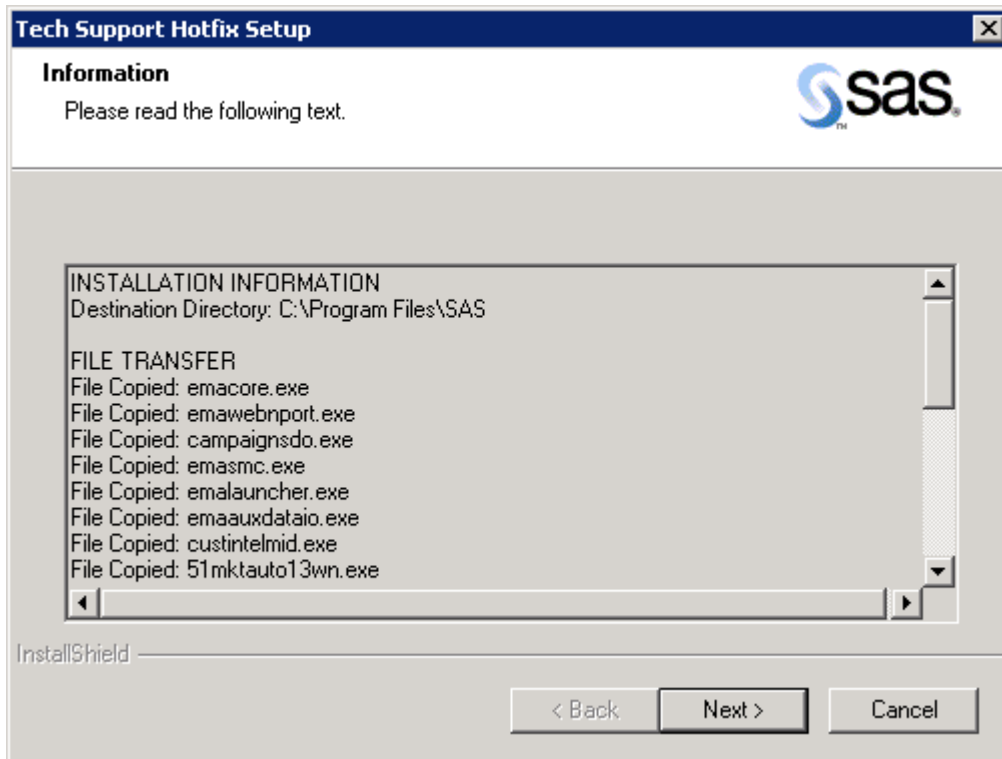 Tech Support Hotfix Setup
Information
Please read the following text.
sas.
TM
INSTALLATION INFORMATION
Destination Directory: C:\Program Files\SAS
FILE TRANSFER
File Copied: emacore.exe
File Copied: emawebnport.exe
File Copied: campaignsdo.exe
File Copied: emasmc.exe
File Copied: emalauncher.exe
File Copied: emaauxdataio.exe
File Copied: custintelmid.exe
File Copied: 51mktauto13wn.exe
InstallShield
< Back
Next >
Cancel